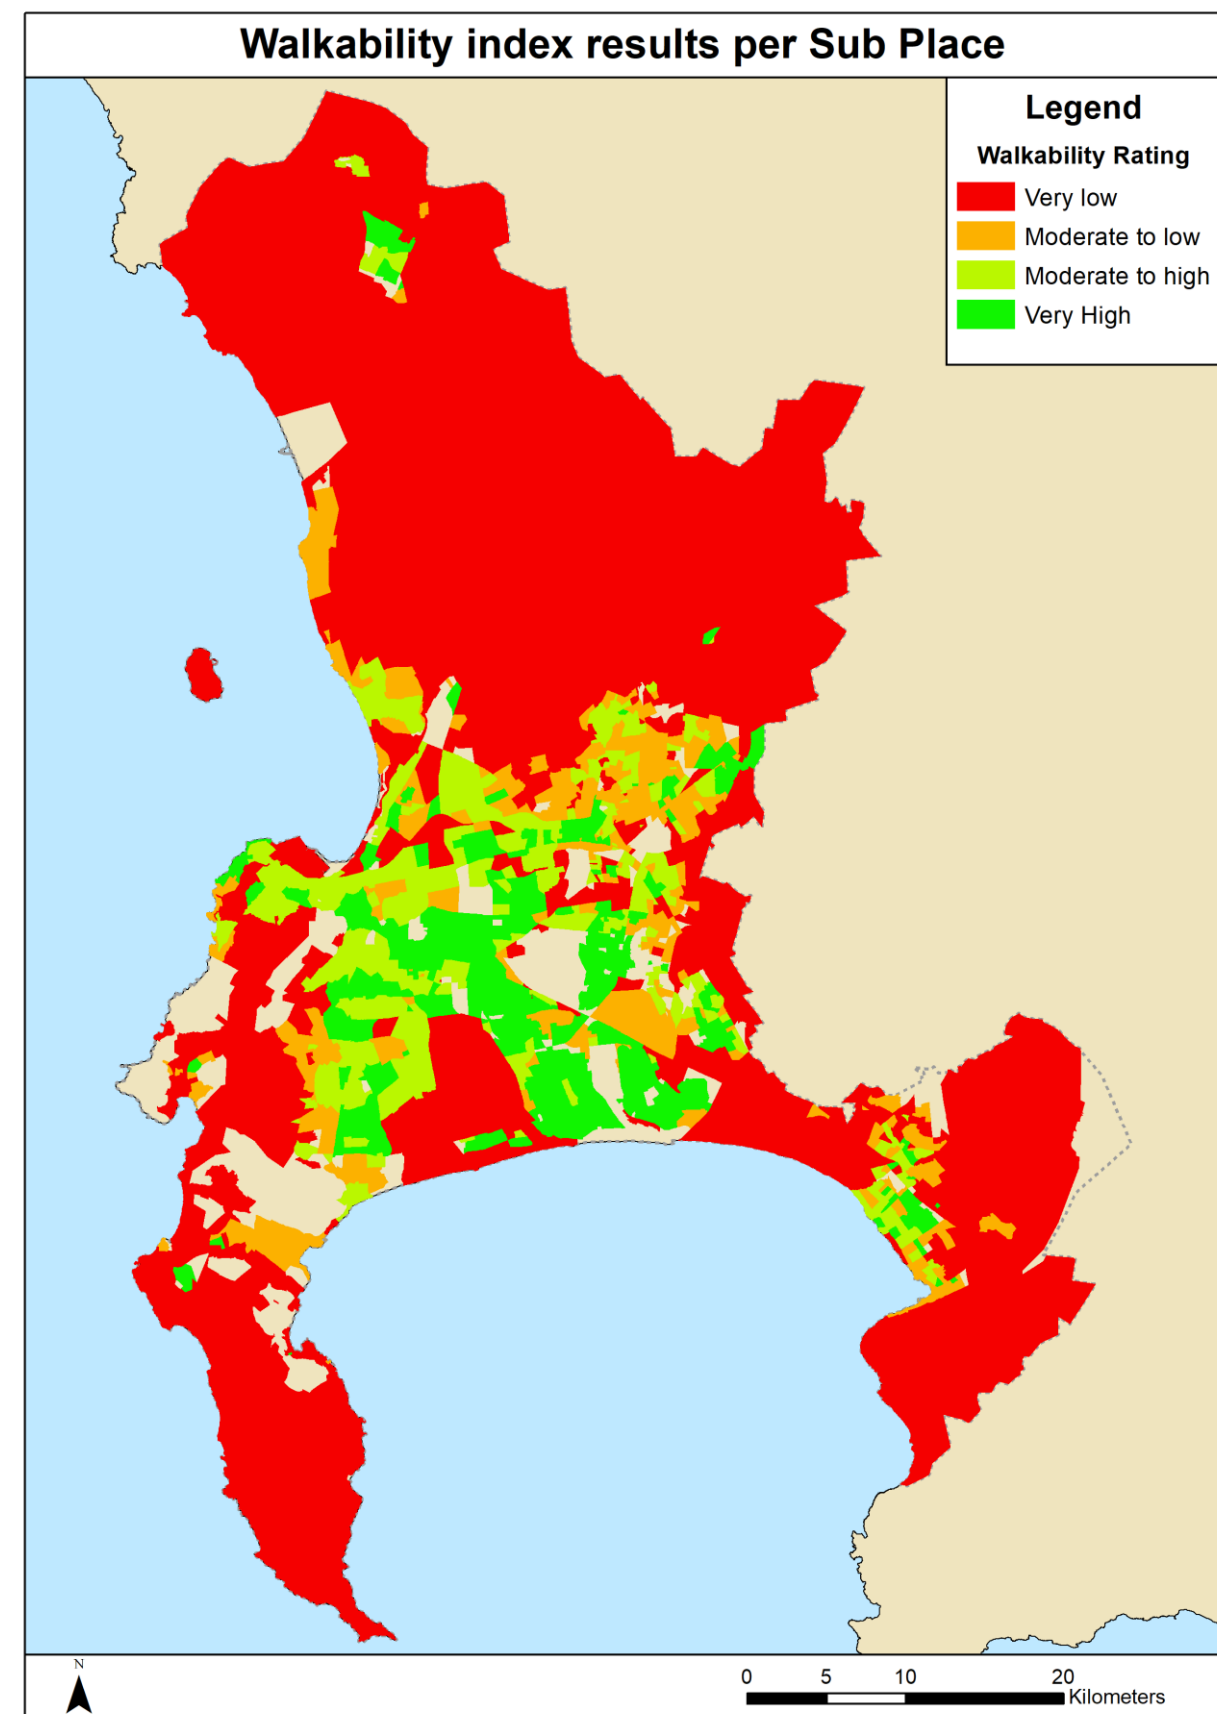 Walkability index results per Sub Place
Legend
Walkability Rating
Very low
Moderate to low
Moderate to high
Very High
N
0 5 10 20
Kilometers